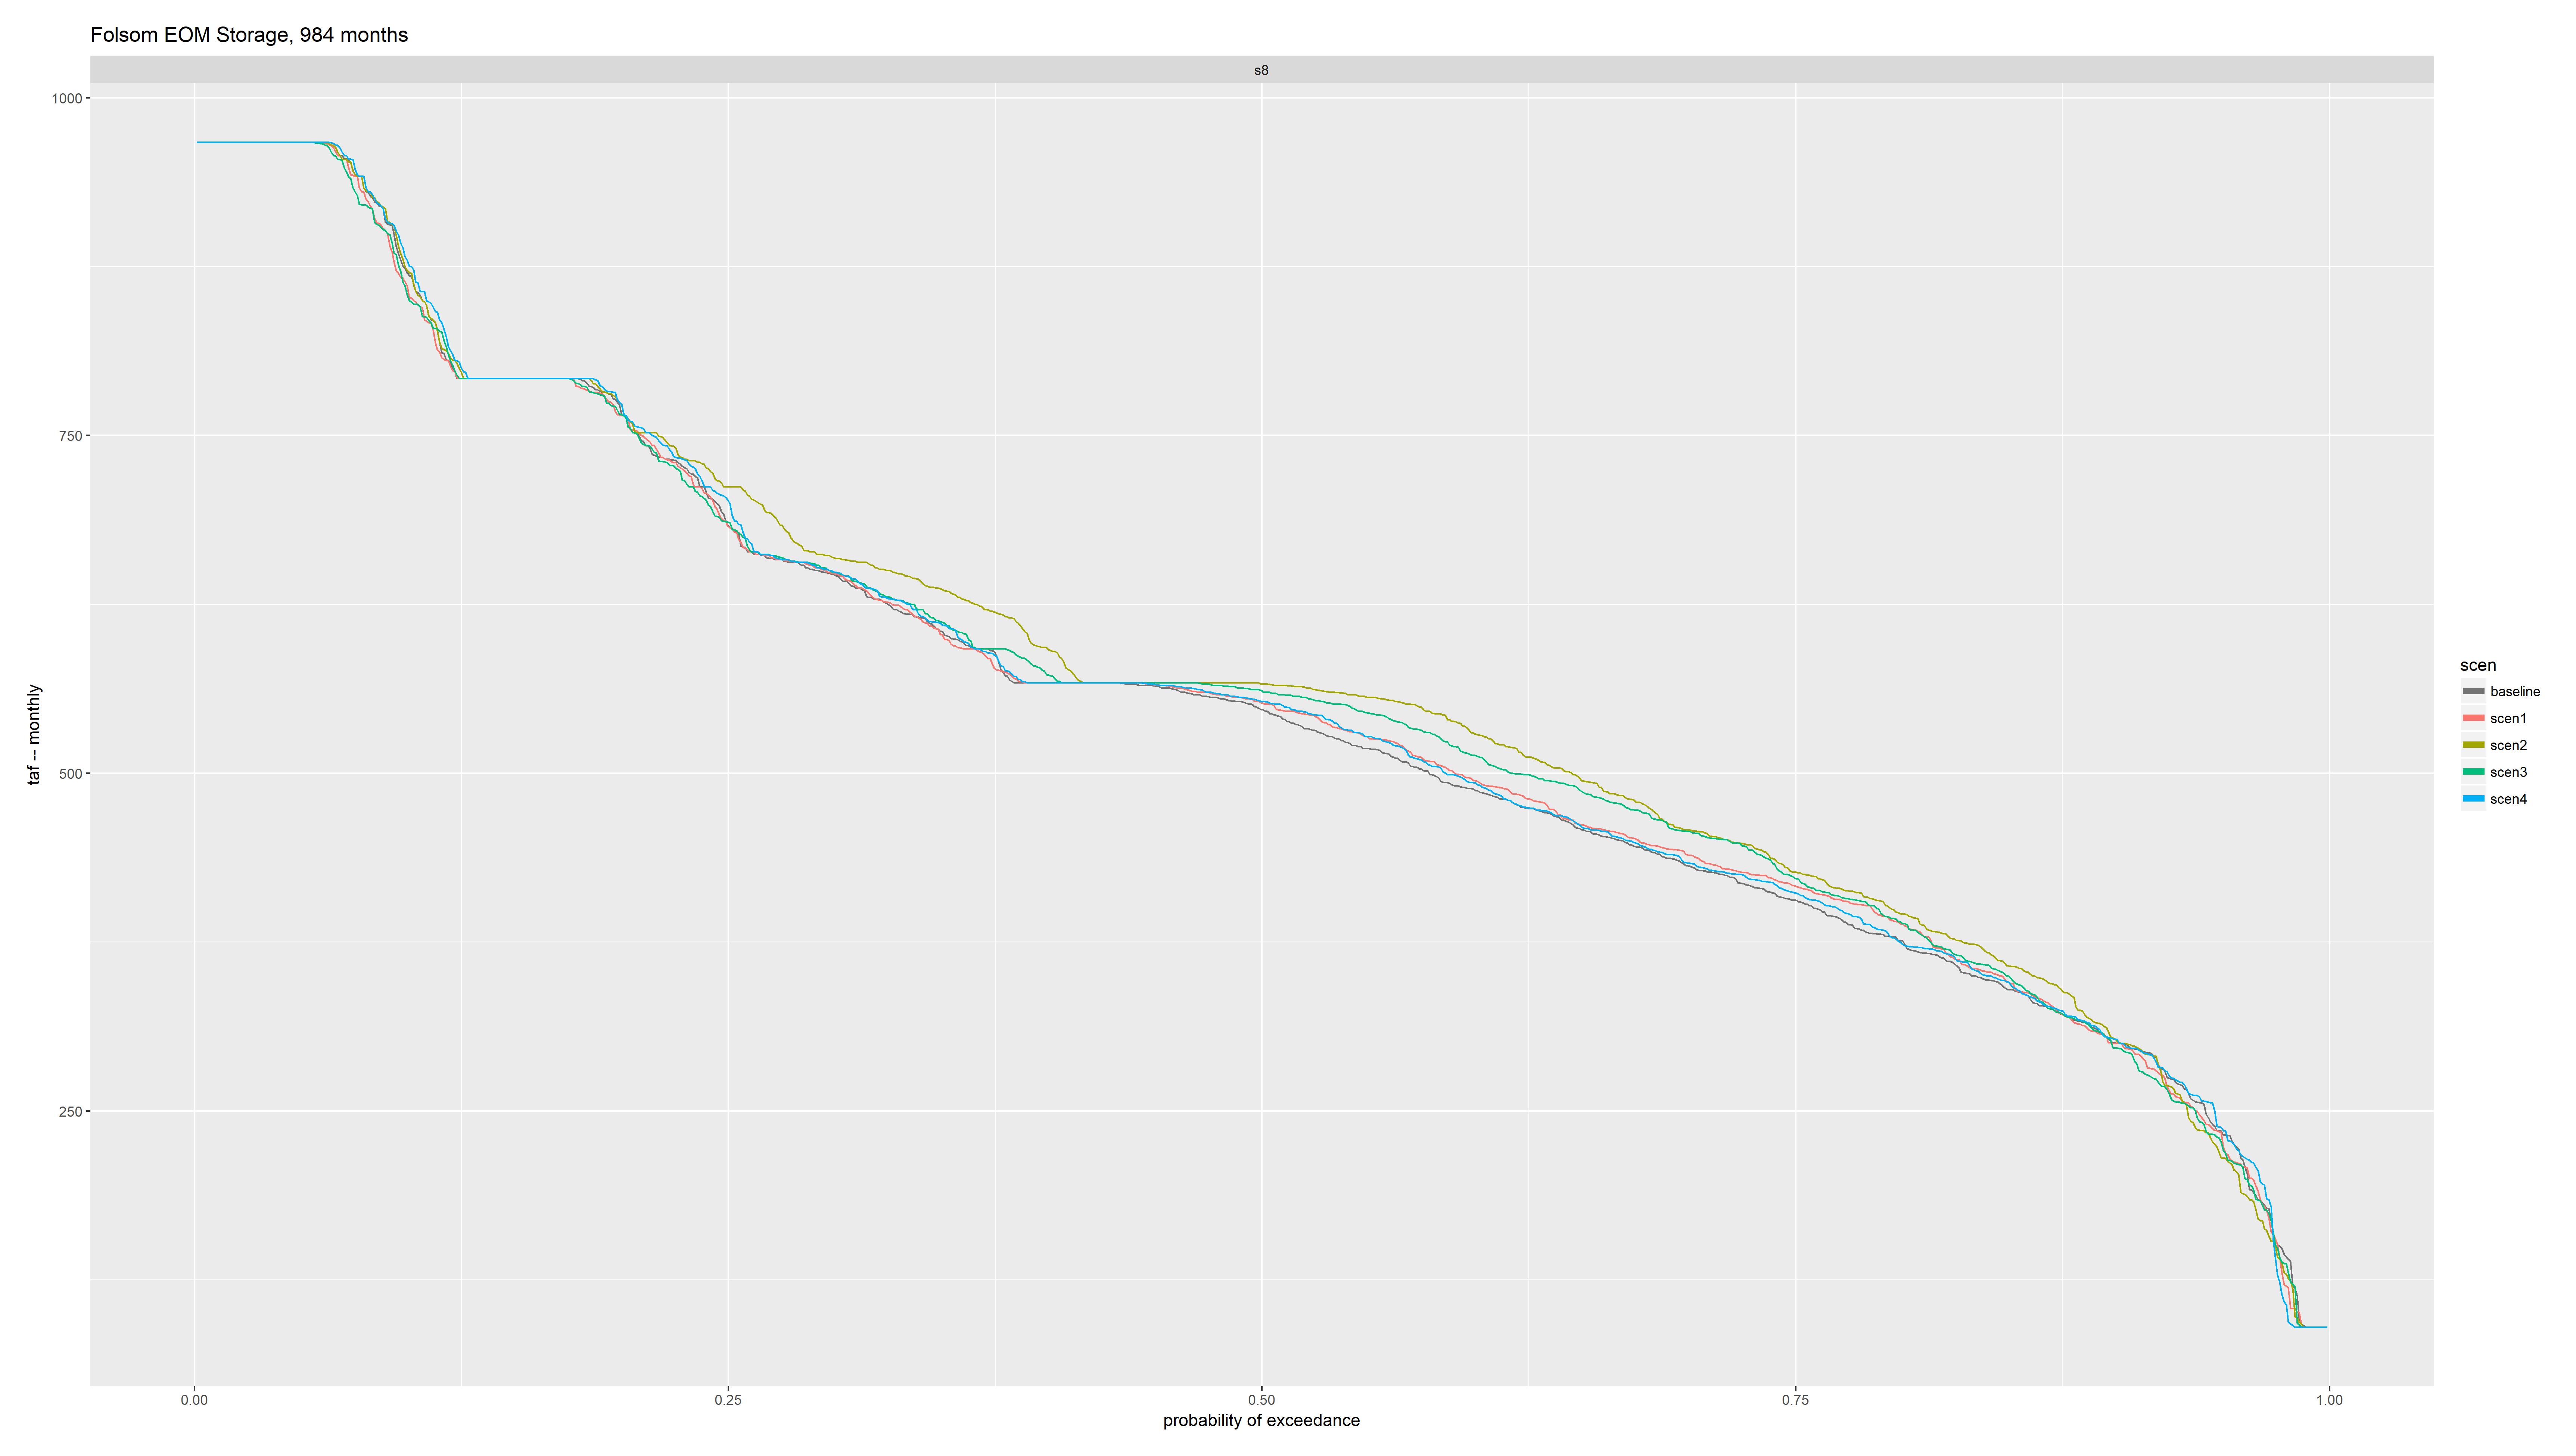 Folsom EOM Storage, 984 months
s8
1000
750
500
250
taf -- monthly
0.00
0.25
0.50
0.75
1.00
probability of exceedance
scen
baseline
scen1
scen2
scen3
scen4